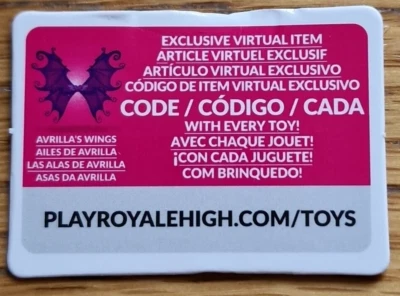 EXCLUSIVE VIRTUAL ITEM
ARTICLE VIRTUEL EXCLUSIF
ARTÍCULO VIRTUAL EXCLUSIVO
CÓDIGO DE ITEM VIRTUAL EXCLUSIVO
CODE / CÓDIGO / CADA
WITH EVERY TOY!
AVEC CHAQUE JOUET!
¡CON CADA JUGUETE!
COM BRINQUEDO!
AVRILLA'S WINGS
AILES DE AVRILLA
LAS ALAS DE AVRILLA
ASAS DA AVRILLA
PLAYROYALEHIGH.COM/TOYS